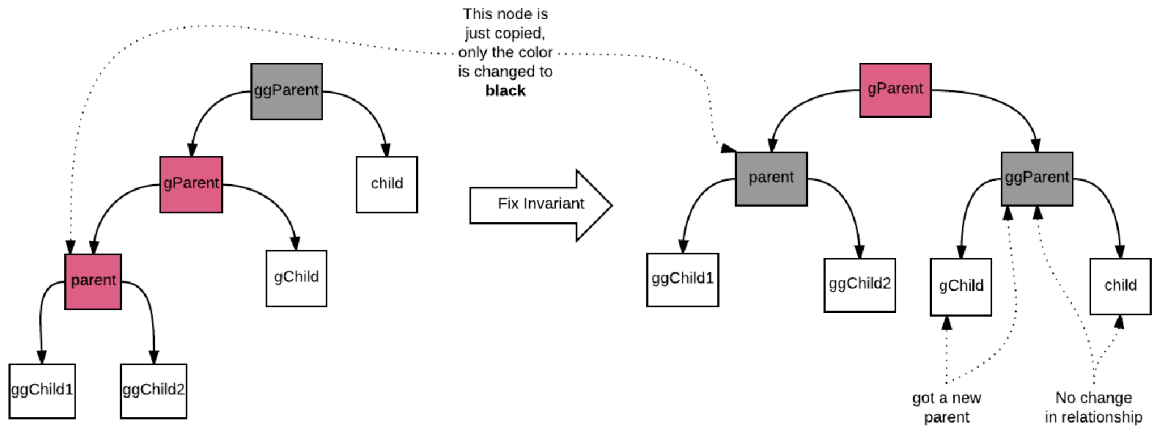 This node is
just copied,
only the color
is changed to
black
ggParent
gParent
child
parent
gChild
ggChild1
ggChild2
Fix Invariant
gParent
parent
ggParent
ggChild1
ggChild2
gChild
child
got a new
parent
No change
in relationship